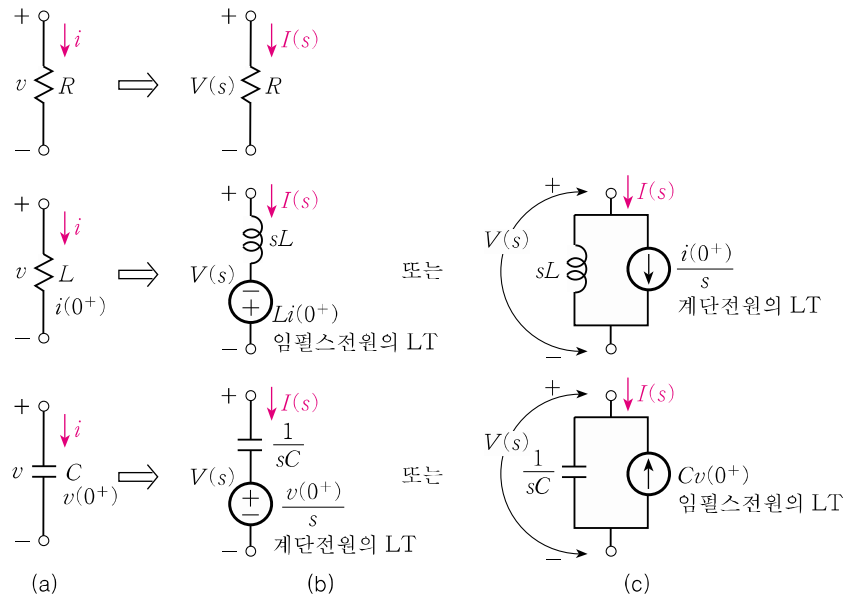 + i + I(s)
v R V(s) R
− −
+ i + I(s) + I(s)
v L sL V(s) sL i(0⁺)/s
i(0⁺) V(s) − + Li(0⁺) 또는 계단전원의 LT
− − 임펄스전원의 LT −
+ i + I(s) + I(s)
v C 1/sC V(s) 1/sC Cv(0⁺)
v(0⁺) V(s) + − v(0⁺)/s 또는 임펄스전원의 LT
− − 계단전원의 LT −
(a) (b) (c)